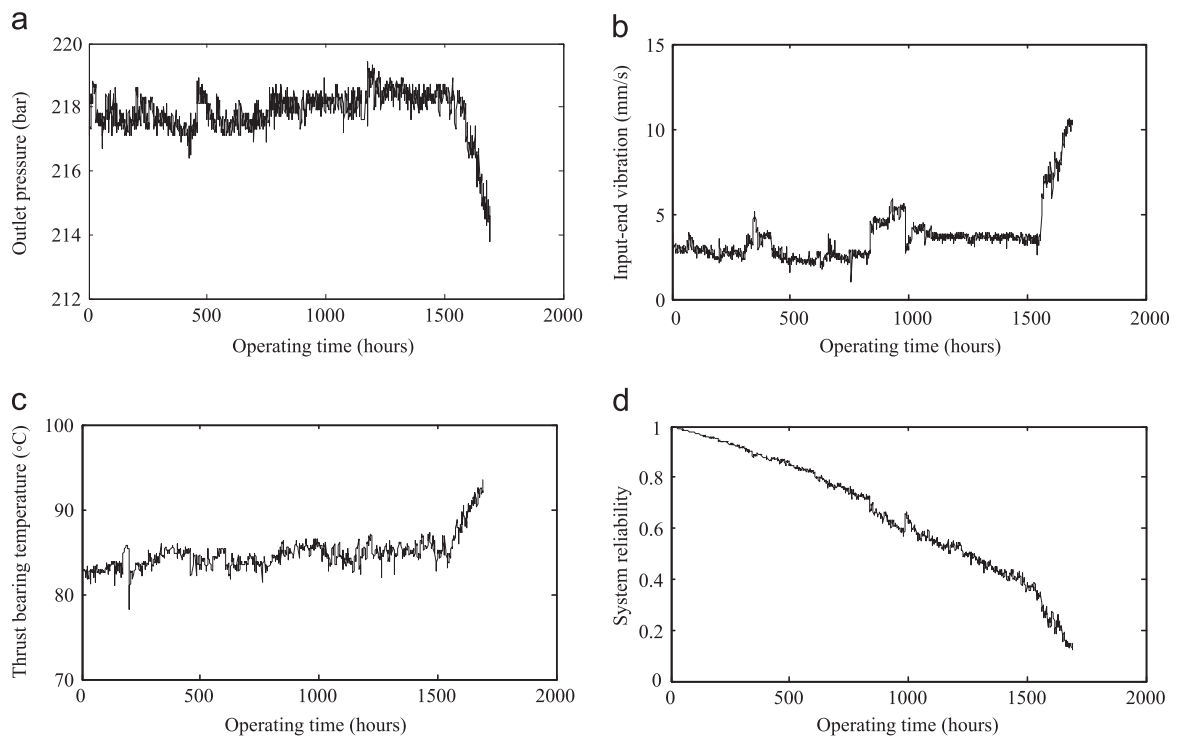 a
220
218
216
214
212
Outlet pressure (bar)
0 500 1000 1500 2000
Operating time (hours)
b
15
10
5
0
Input-end vibration (mm/s)
0 500 1000 1500 2000
Operating time (hours)
c
100
90
80
70
Thrust bearing temperature (°C)
0 500 1000 1500 2000
Operating time (hours)
d
1
0.8
0.6
0.4
0.2
0
System reliability
0 500 1000 1500 2000
Operating time (hours)